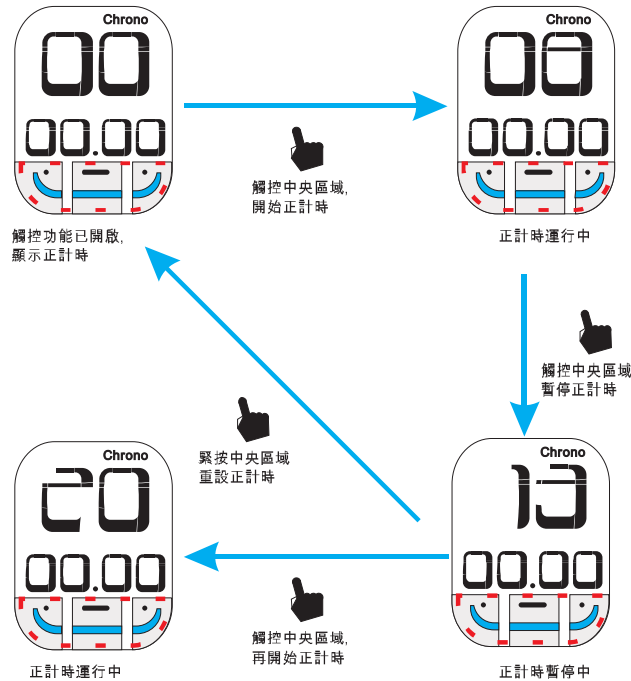 Chrono
00
00.00
觸控功能已開啟,
顯示正計時
觸控中央區域,
開始正計時
Chrono
06
00.00
正計時運行中
觸控中央區域
暫停正計時
Chrono
13
00.00
正計時暫停中
緊按中央區域
重設正計時
觸控中央區域,
再開始正計時
Chrono
20
00.00
正計時運行中